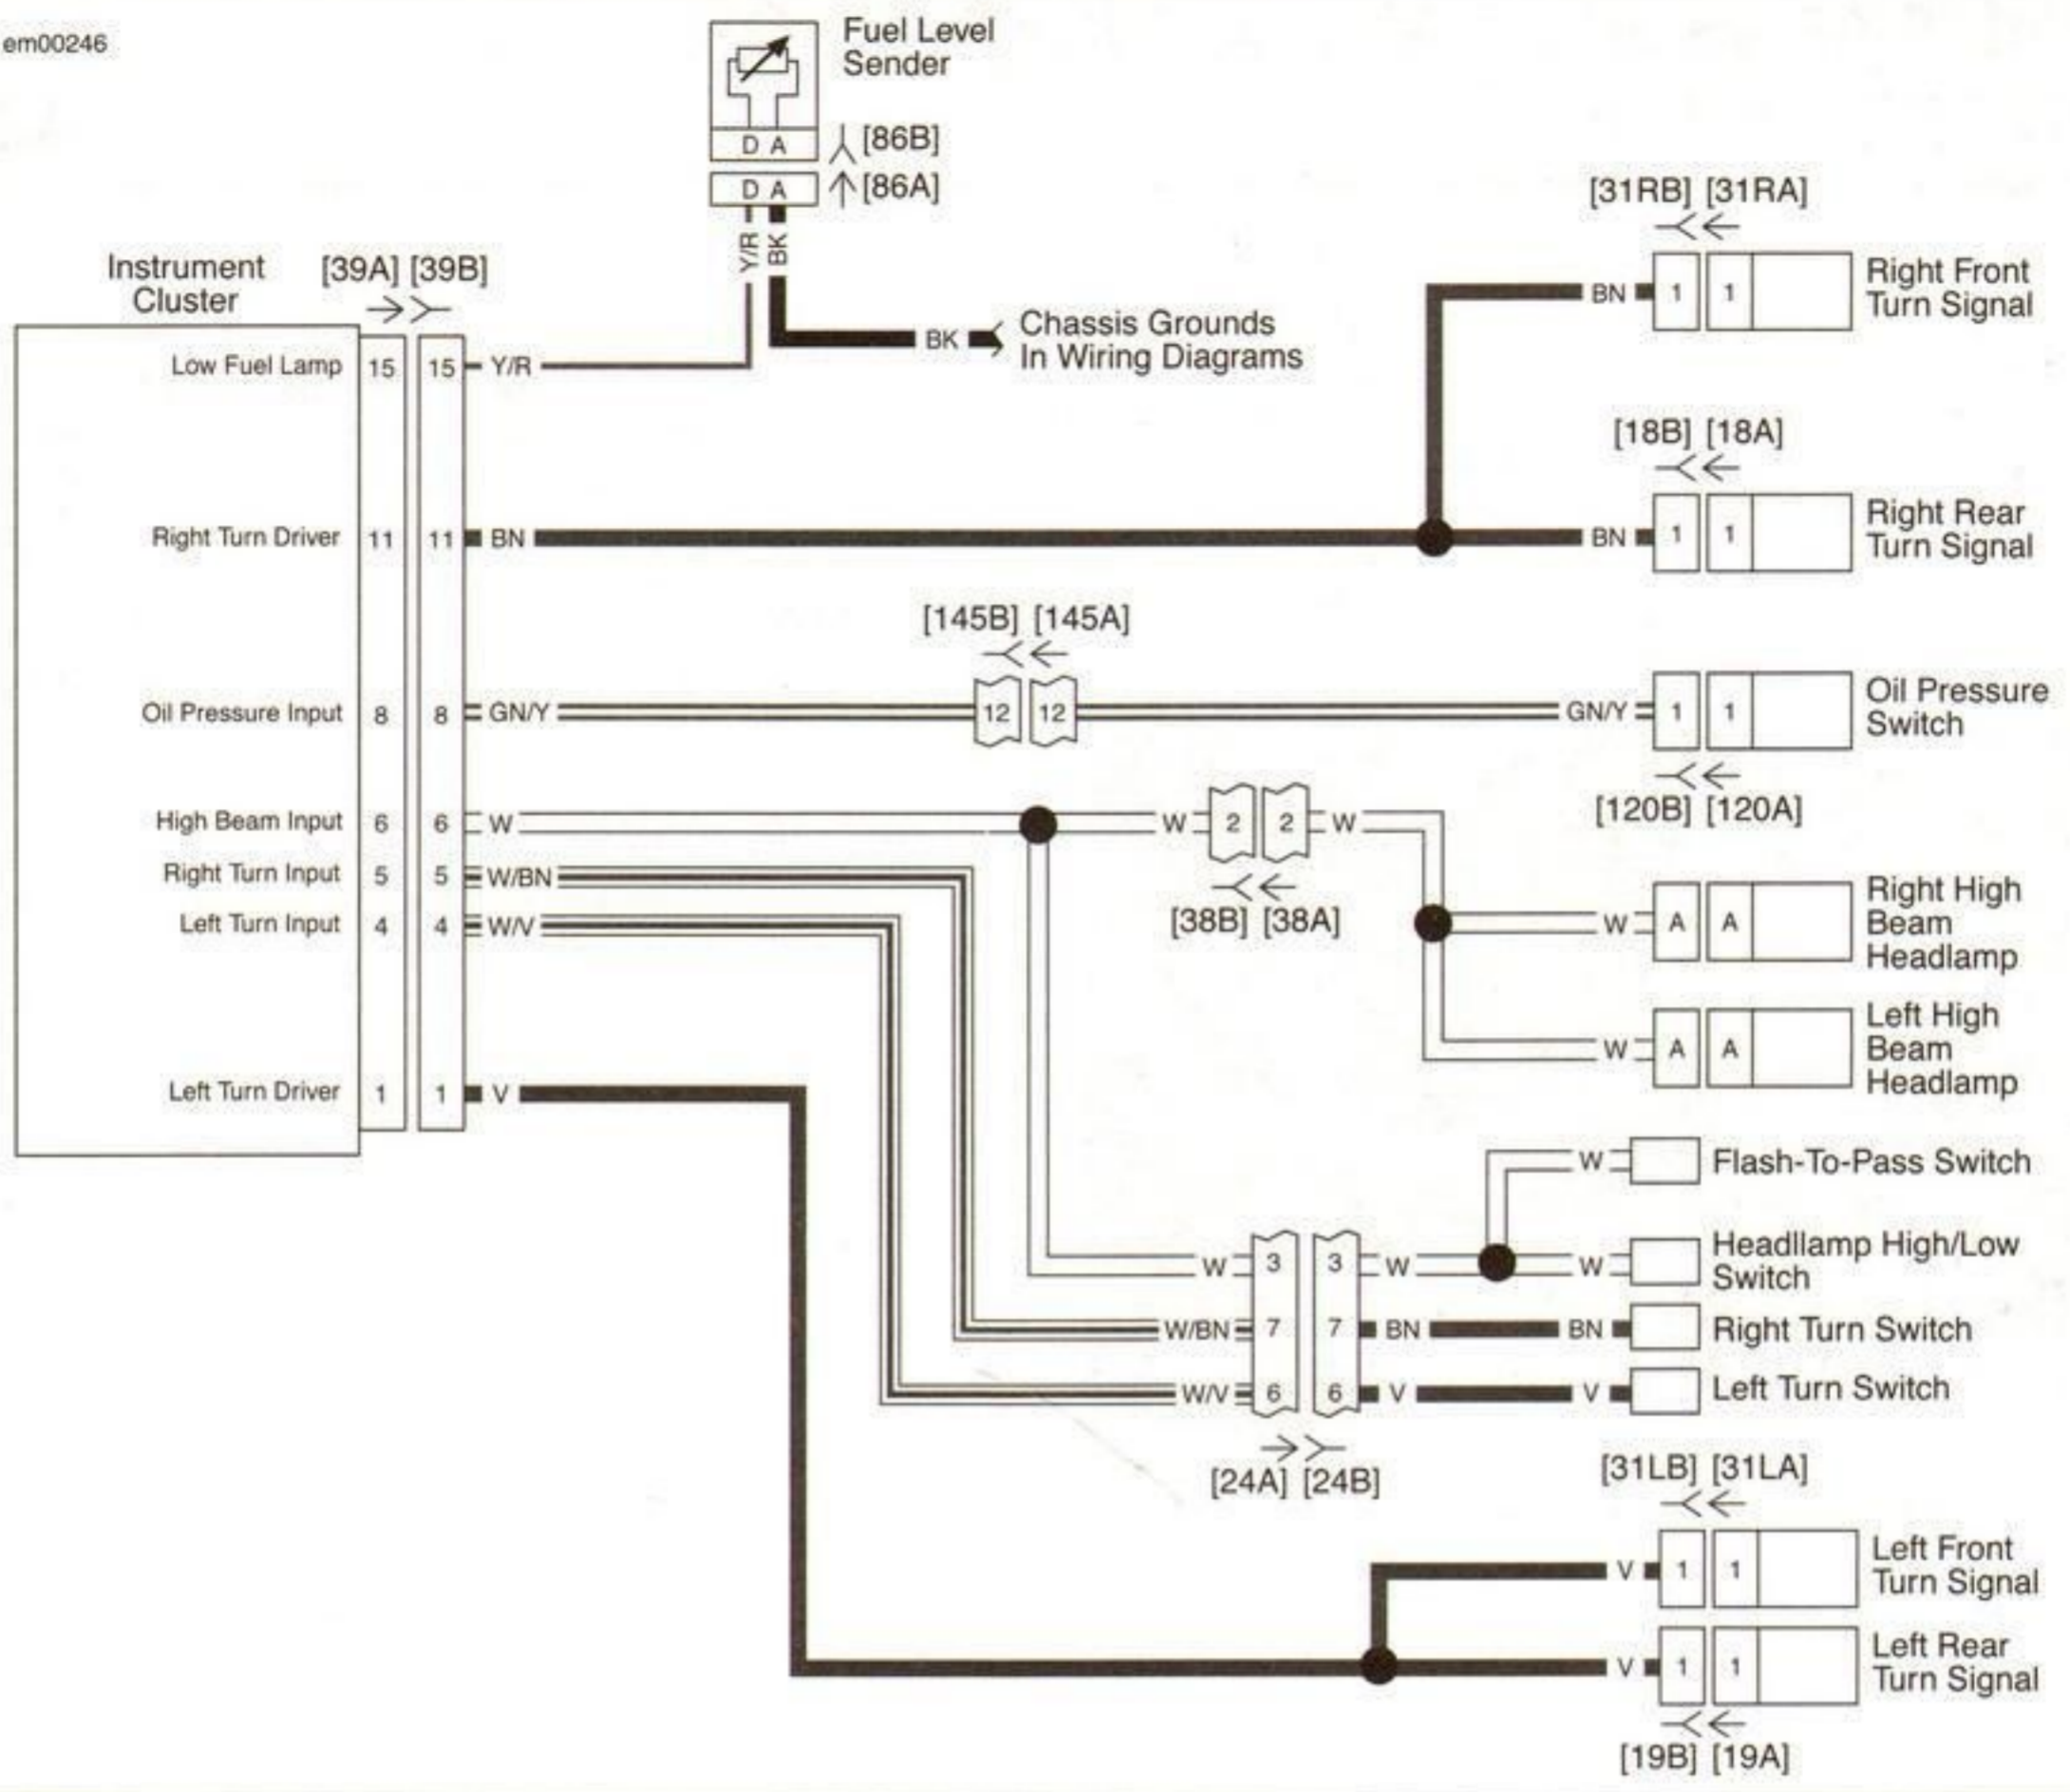 em00246
Fuel Level
Sender
D A
[86B]
D A
[86A]
Y/R
BK
BK
Chassis Grounds
In Wiring Diagrams
Instrument
Cluster
[39A] [39B]
Low Fuel Lamp 15 15 Y/R
[31RB] [31RA]
BN 1 1
Right Front
Turn Signal
[18B] [18A]
Right Turn Driver 11 11 BN
BN 1 1
Right Rear
Turn Signal
[145B] [145A]
Oil Pressure Input 8 8 GN/Y
12 12
GN/Y 1 1
Oil Pressure
Switch
[120B] [120A]
High Beam Input 6 6 W
W 2 2 W
[38B] [38A]
Right Turn Input 5 5 W/BN
Left Turn Input 4 4 W/V
W A A
Right High
Beam
Headlamp
W A A
Left High
Beam
Headlamp
Left Turn Driver 1 1 V
W
Flash-To-Pass Switch
W 3 3 W
W
Headllamp High/Low
Switch
W/BN 7 7 BN
BN
Right Turn Switch
W/V 6 6 V
V
Left Turn Switch
[24A] [24B]
[31LB] [31LA]
V 1 1
Left Front
Turn Signal
V 1 1
Left Rear
Turn Signal
[19B] [19A]